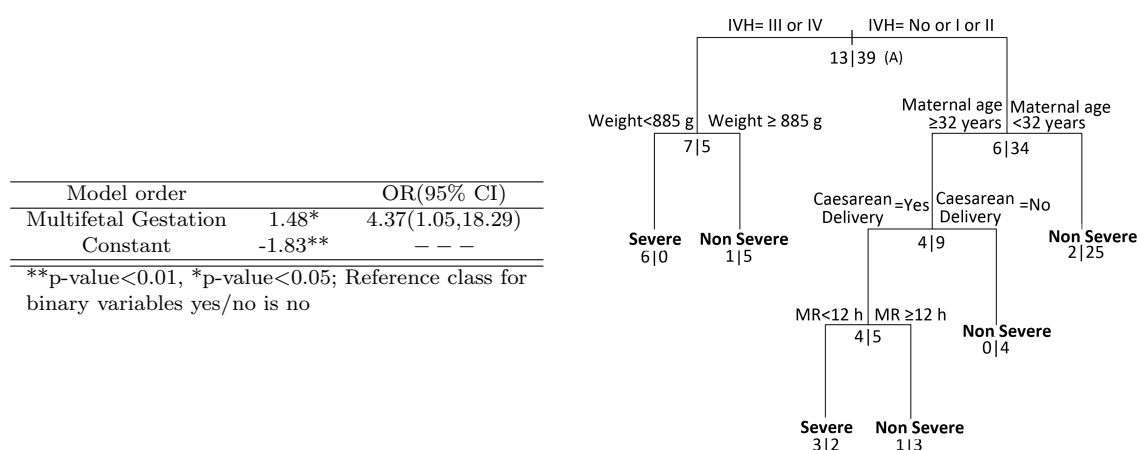 Model order OR(95% CI)
Multifetal Gestation 1.48* 4.37(1.05,18.29)
Constant -1.83** – – –
**p-value<0.01, *p-value<0.05; Reference class for
binary variables yes/no is no
IVH= III or IV IVH= No or I or II
13|39 (A)
Weight<885 g Weight ≥ 885 g
7|5
Maternal age ≥32 years
Maternal age <32 years
6|34
Severe
6|0
Non Severe
1|5
Caesarean Delivery =Yes
Caesarean Delivery =No
4|9
Non Severe
2|25
MR<12 h MR ≥12 h
4|5
Non Severe
0|4
Severe
3|2
Non Severe
1|3